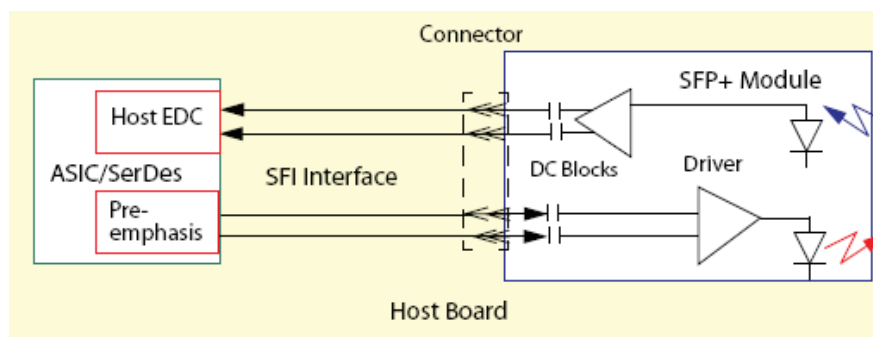 Connector
SFP+ Module
Host EDC
ASIC/SerDes
SFI Interface
DC Blocks
Driver
Pre-
emphasis
Host Board